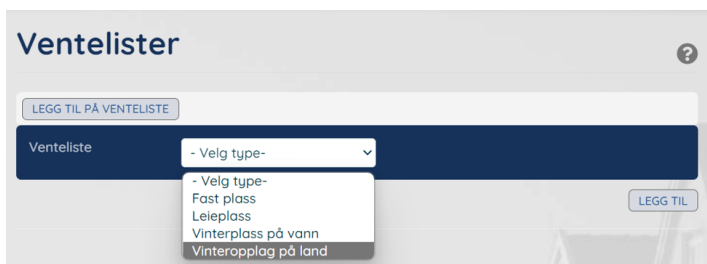 Ventelister
?
LEGG TIL PÅ VENTELISTE
Venteliste
- Velg type-
- Velg type-
Fast plass
Leieplass
Vinterplass på vann
Vinteropplag på land
LEGG TIL